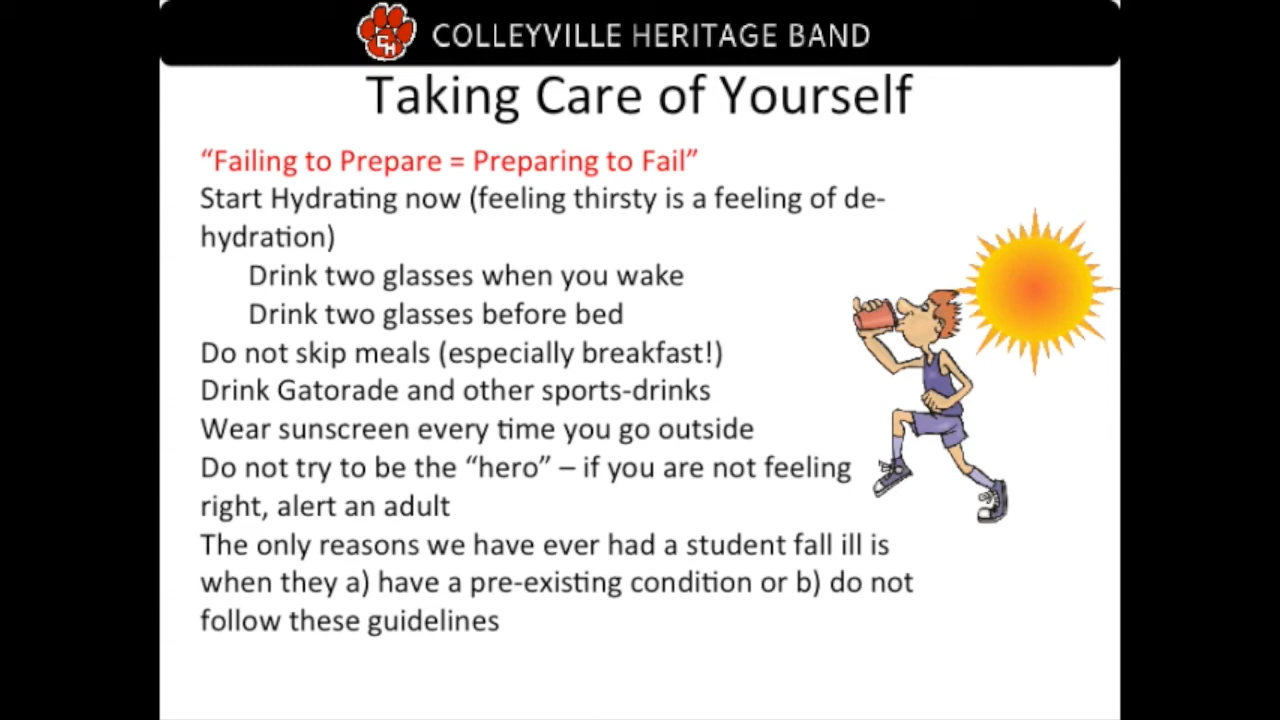 CH
COLLEYVILLE HERITAGE BAND
Taking Care of Yourself
“Failing to Prepare = Preparing to Fail”
Start Hydrating now (feeling thirsty is a feeling of de-
hydration)
Drink two glasses when you wake
Drink two glasses before bed
Do not skip meals (especially breakfast!)
Drink Gatorade and other sports-drinks
Wear sunscreen every time you go outside
Do not try to be the “hero” – if you are not feeling
right, alert an adult
The only reasons we have ever had a student fall ill is
when they a) have a pre-existing condition or b) do not
follow these guidelines